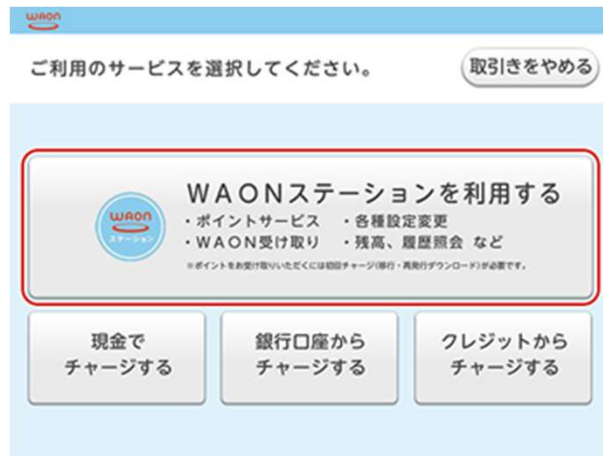 WAON
ご利用のサービスを選択してください。
取引きをやめる
WAONステーションを利用する
WAON
ステーション
・ポイントサービス ・各種設定変更
・WAON受け取り ・残高、履歴照会 など
※ポイントをお受け取りいただくには初回チャージ(移行・再発行ダウンロード)が必要です。
現金で
チャージする
銀行口座から
チャージする
クレジットから
チャージする